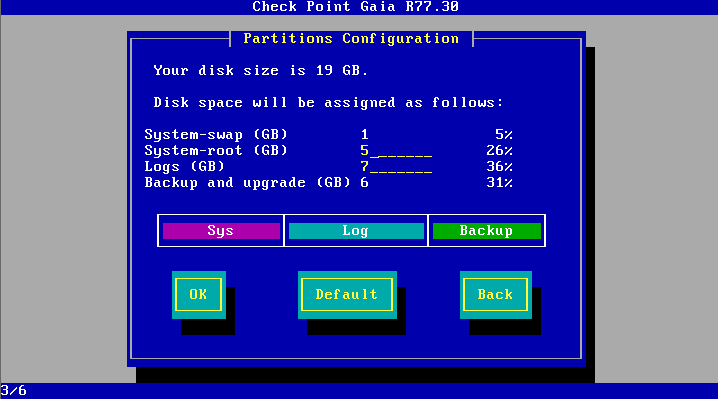 Check Point Gaia R77.30
Partitions Configuration
Your disk size is 19 GB.
Disk space will be assigned as follows:
System-swap (GB) 1 5%
System-root (GB) 5_______ 26%
Logs (GB) 7_______ 36%
Backup and upgrade (GB) 6 31%
Sys Log Backup
OK Default Back
3/6